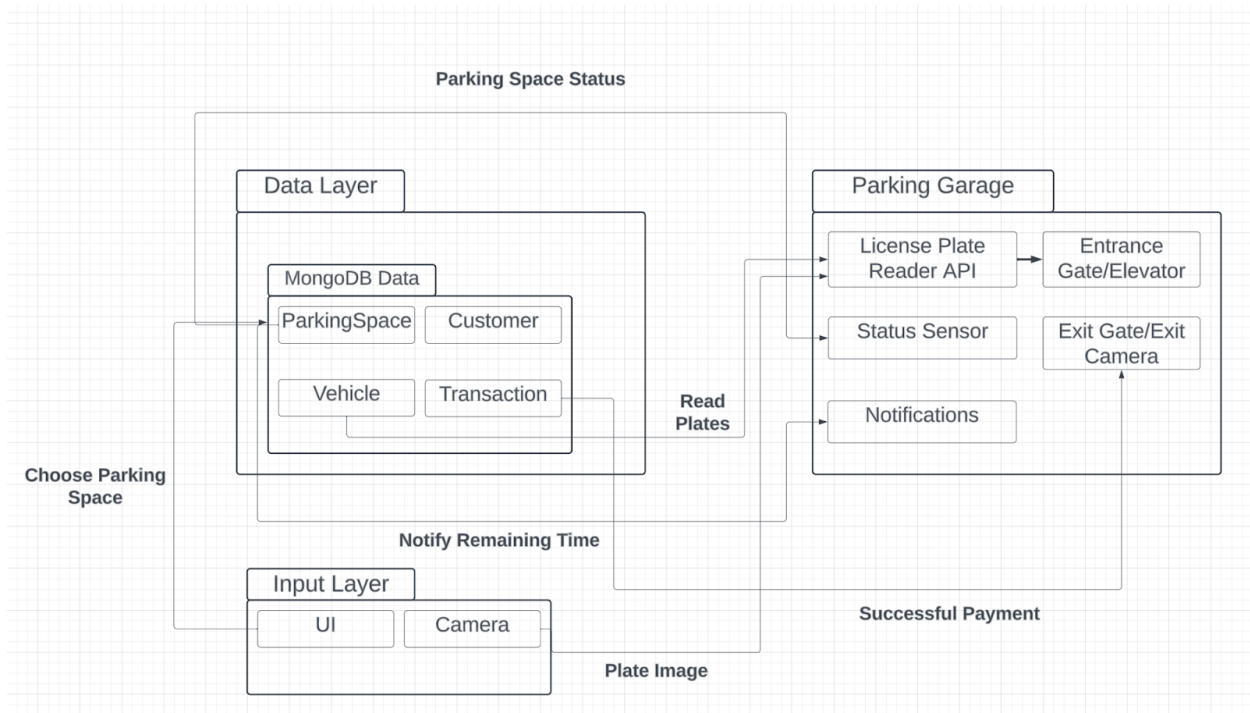 Parking Space Status
Data Layer
Parking Garage
MongoDB Data
ParkingSpace
Customer
Vehicle
Transaction
License Plate
Reader API
Entrance
Gate/Elevator
Status Sensor
Exit Gate/Exit
Camera
Notifications
Read
Plates
Choose Parking
Space
Notify Remaining Time
Input Layer
UI
Camera
Successful Payment
Plate Image